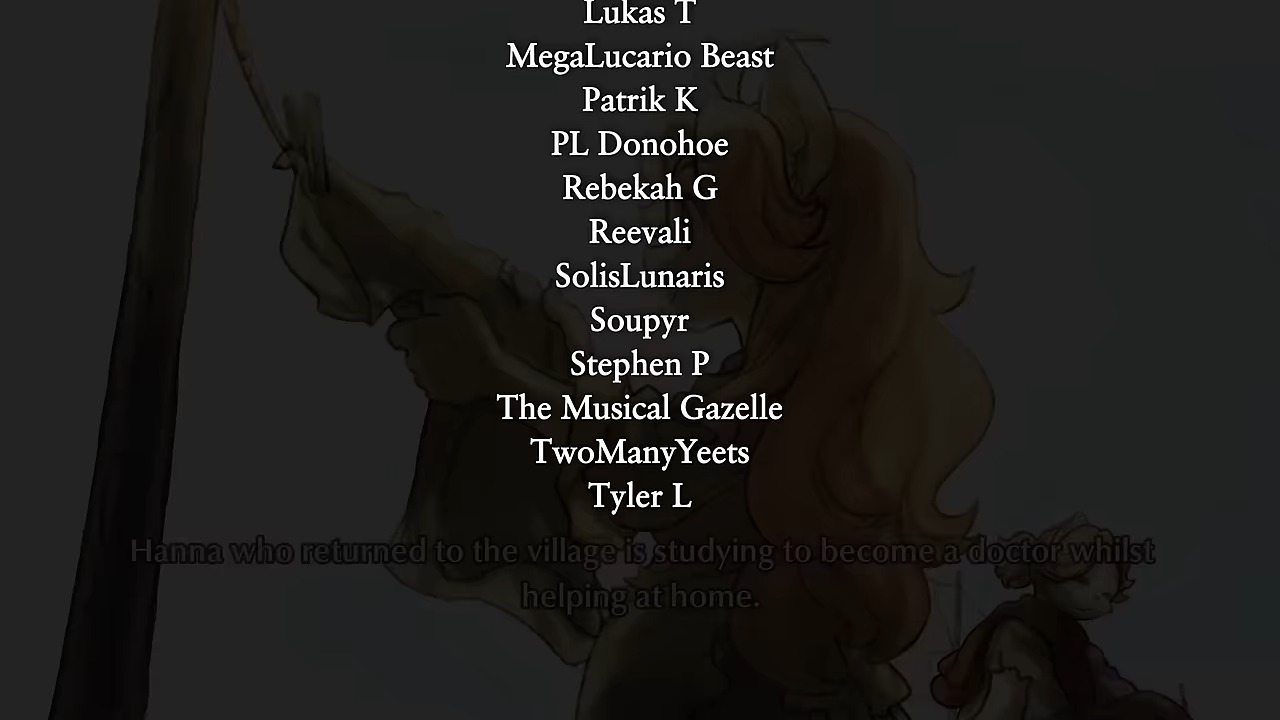 Lukas T
MegaLucario Beast
Patrik K
PL Donohoe
Rebekah G
Reevali
SolisLunaris
Soupyr
Stephen P
The Musical Gazelle
TwoManyYeets
Tyler L
Hanna who returned to the village is studying to become a doctor whilst
helping at home.